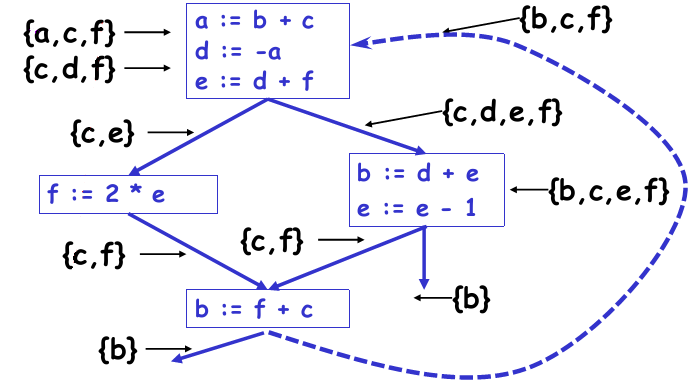 {b,c,f}
a := b + c
{a,c,f}
d := -a
{c,d,f}
e := d + f
{c,d,e,f}
{c,e}
b := d + e
f := 2 * e
{b,c,e,f}
e := e - 1
{c,f}
{c,f}
{b}
b := f + c
{b}